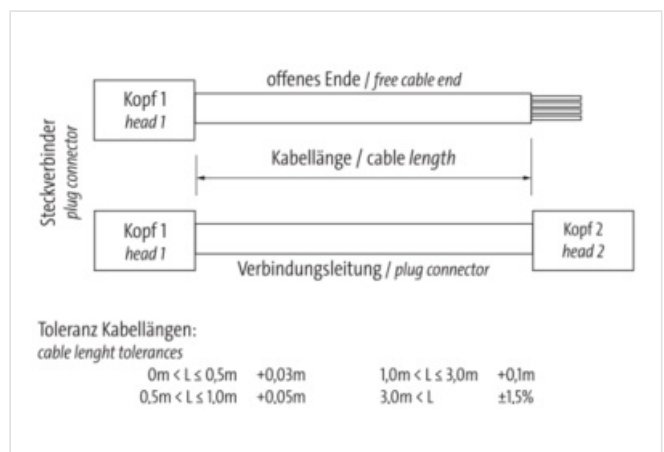 offenes Ende / free cable end
Kopf 1
head 1
Steckverbinder
plug connector
Kabellänge / cable length
Kopf 1
head 1
Kopf 2
head 2
Verbindungsleitung / plug connector
Toleranz Kabellängen:
cable lenght tolerances
0m < L ≤ 0,5m +0,03m 1,0m < L ≤ 3,0m +0,1m
0,5m < L ≤ 1,0m +0,05m 3,0m < L ±1,5%